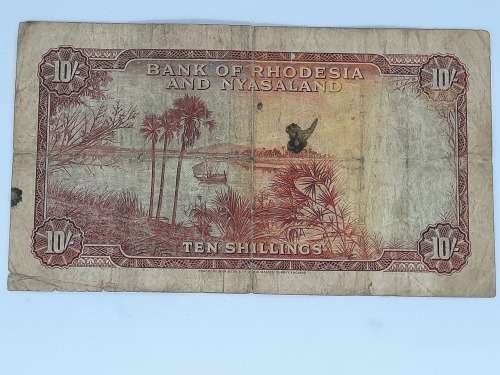 10/-
BANK OF RHODESIA
AND NYASALAND
10/-
10/-
TEN SHILLINGS
10/-